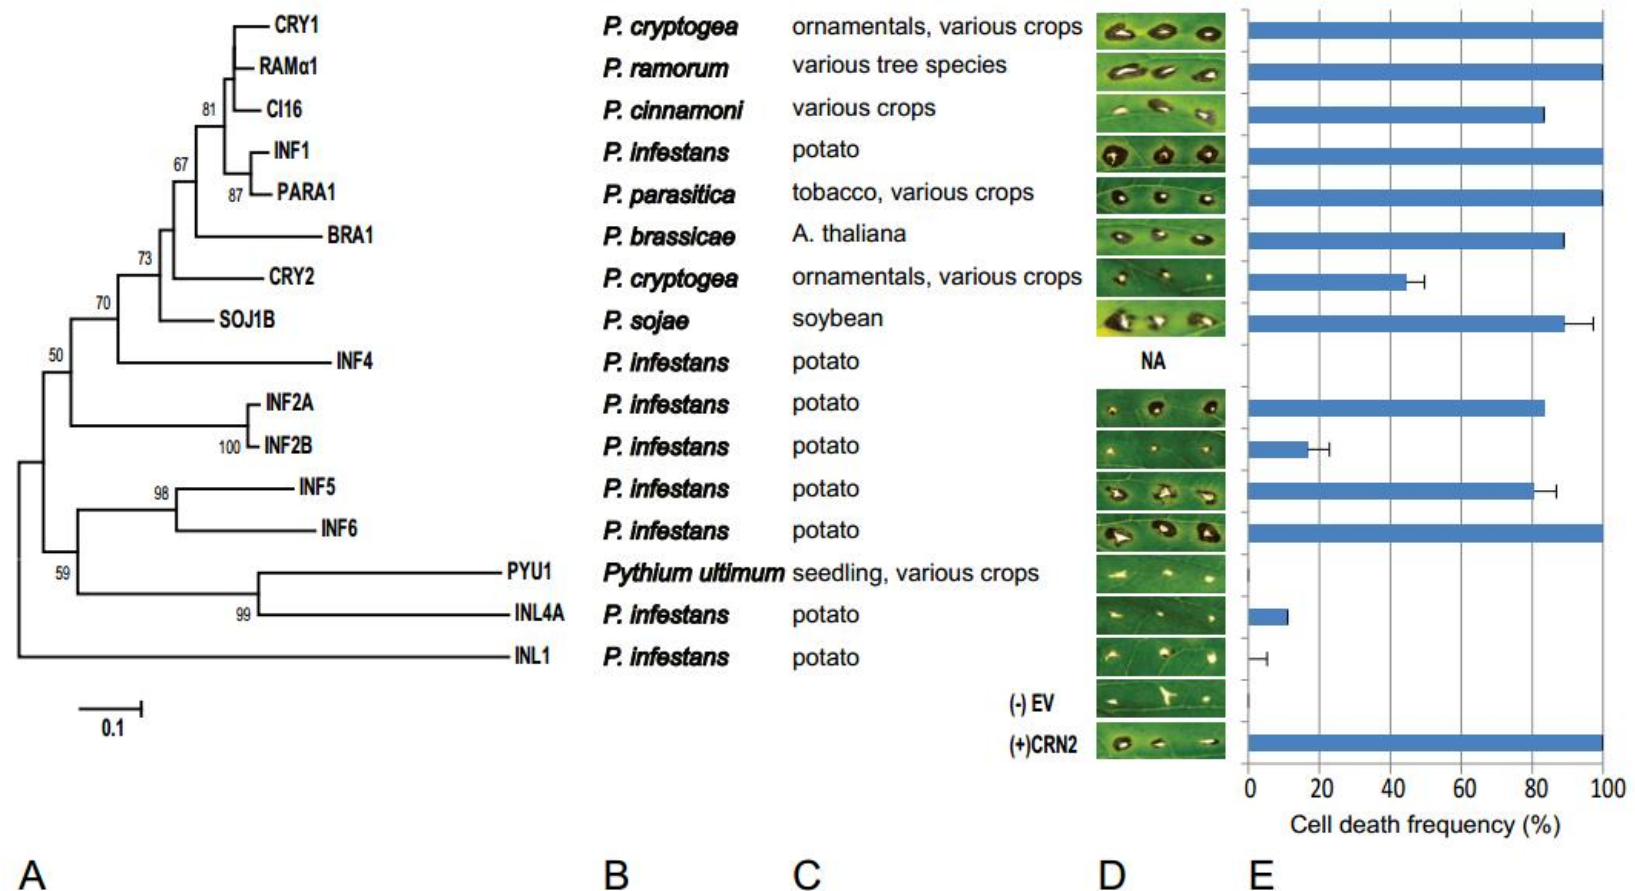 CRY1 P. cryptogea ornamentals, various crops
RAMα1 P. ramorum various tree species
CI16 P. cinnamoni various crops
81
INF1 P. infestans potato
67
PARA1 P. parasitica tobacco, various crops
87
BRA1 P. brassicae A. thaliana
73
CRY2 P. cryptogea ornamentals, various crops
70
SOJ1B P. sojae soybean
50
INF4 P. infestans potato NA
INF2A P. infestans potato
100 INF2B P. infestans potato
98 INF5 P. infestans potato
INF6 P. infestans potato
59 PYU1 Pythium ultimum seedling, various crops
99 INL4A P. infestans potato
INL1 P. infestans potato
(-) EV
0.1
(+)CRN2
0 20 40 60 80 100
Cell death frequency (%)
A B C D E